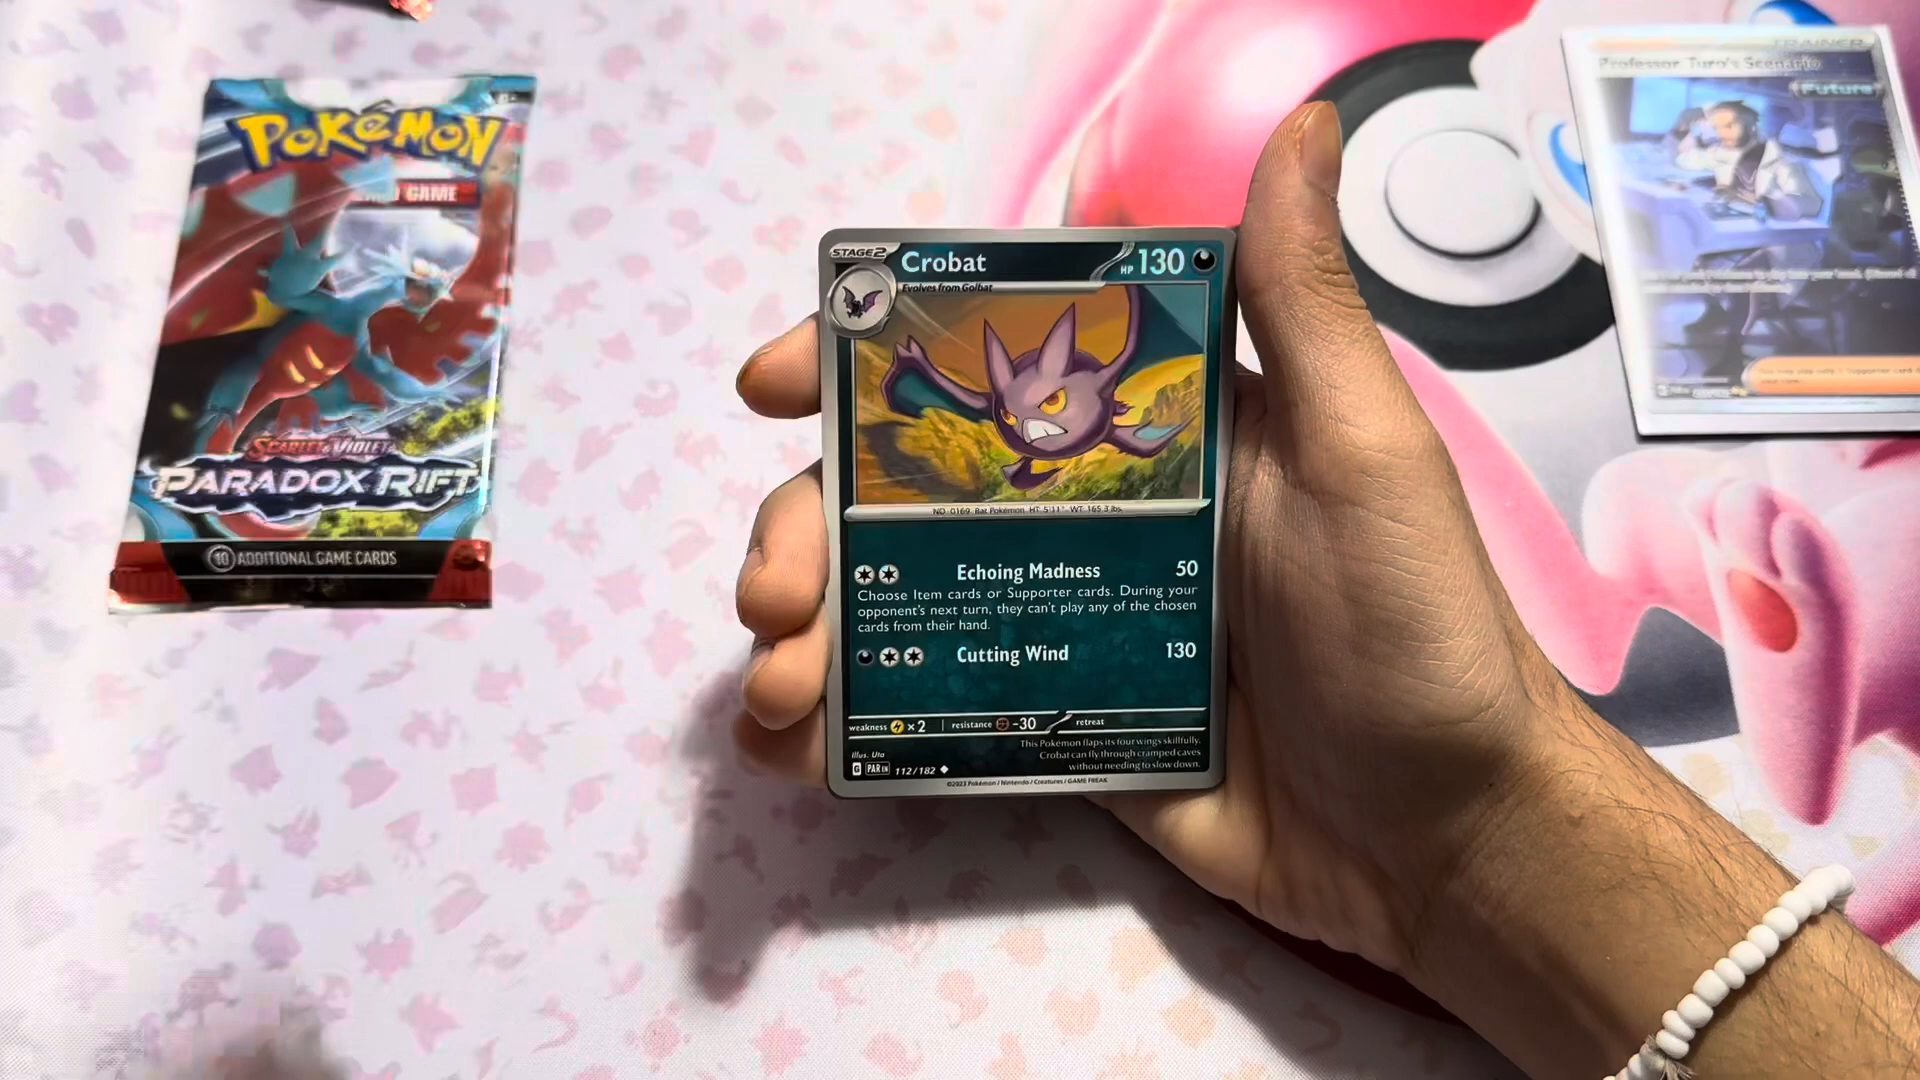 POKéMON
GAME
SCARLET & VIOLET
PARADOX RIFT
10 ADDITIONAL GAME CARDS
STAGE2
Crobat
HP 130
Evolves from Golbat
NO. 0169 Bat Pokémon HT: 5'11" WT: 165.3 lbs.
Echoing Madness 50
Choose Item cards or Supporter cards. During your
opponent's next turn, they can't play any of the chosen
cards from their hand.
Cutting Wind 130
weakness ×2 resistance -30 retreat
This Pokémon flaps its four wings skillfully.
Crobat can fly through cramped caves
without needing to slow down.
Illus. Uto
G PAR EN 112/182
©2023 Pokémon / Nintendo / Creatures / GAME FREAK
TRAINER
Professor Turo's Scenario
Future